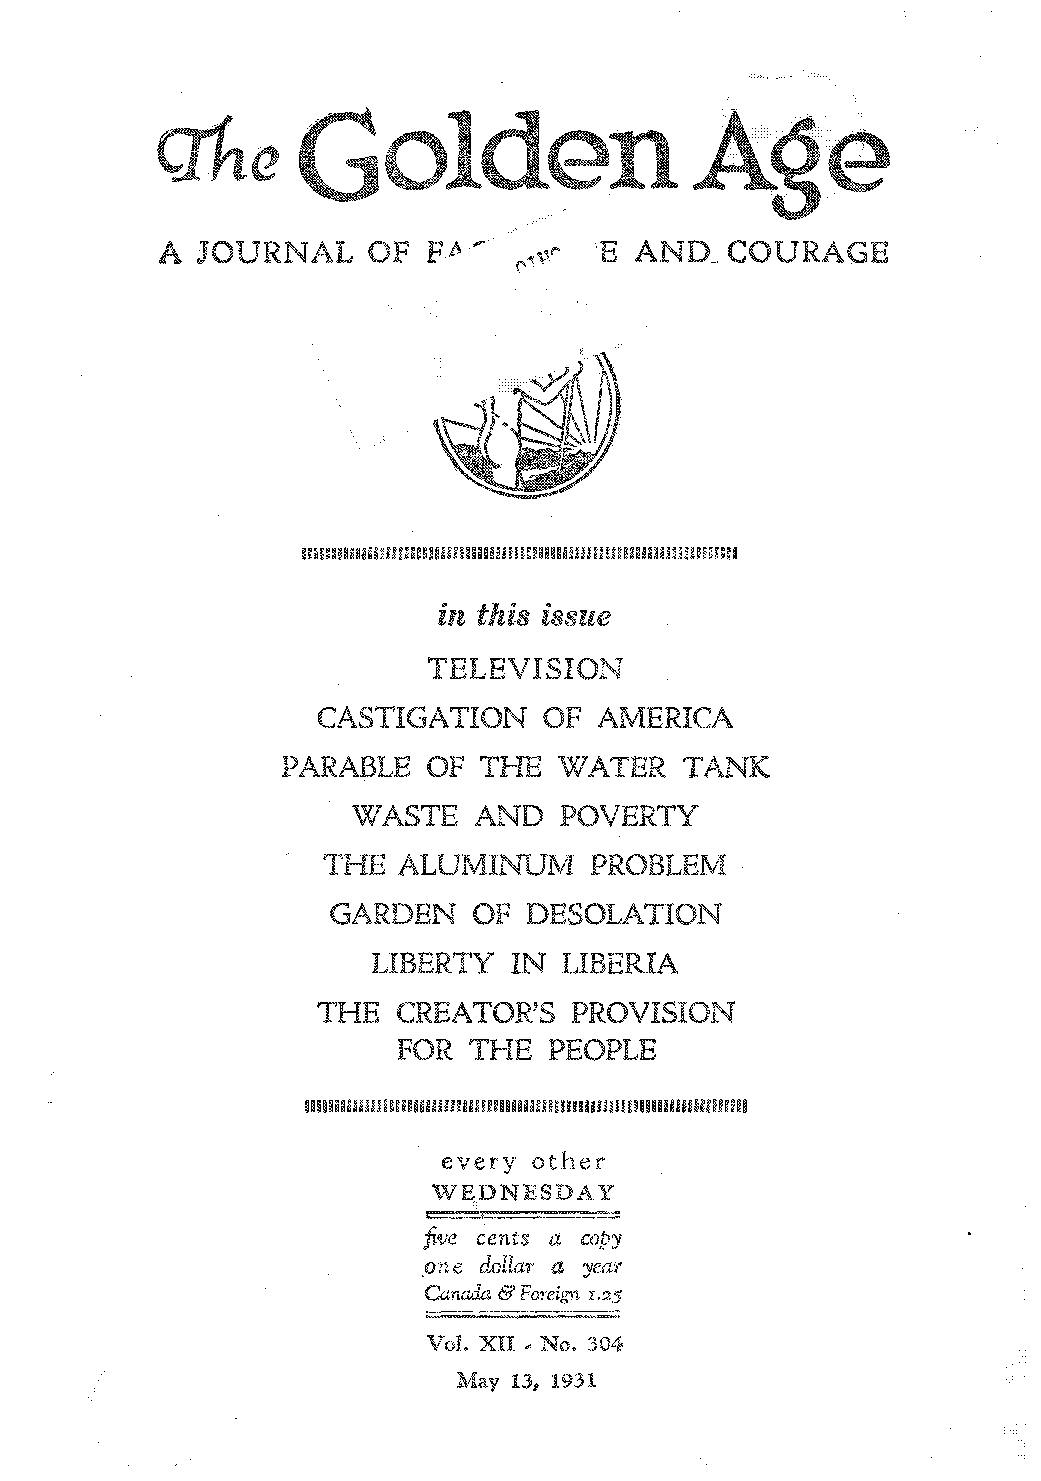 The Golden Age
A JOURNAL OF AND COURAGE
in this issue
TELEVISION
CASTIGATION OF AMERICA
PARABLE OF THE WATER TANK
WASTE AND POVERTY
THE ALUMINUM PROBLEM
GARDEN OF DESOLATION
LIBERTY IN LIBERIA
THE CREATOR'S PROVISION
FOR THE PEOPLE
every other
WEDNESDAY
five cents a copy
one dollar a year
Canada & Foreign 1.25
Vol. XII - No. 304
May 13, 1931